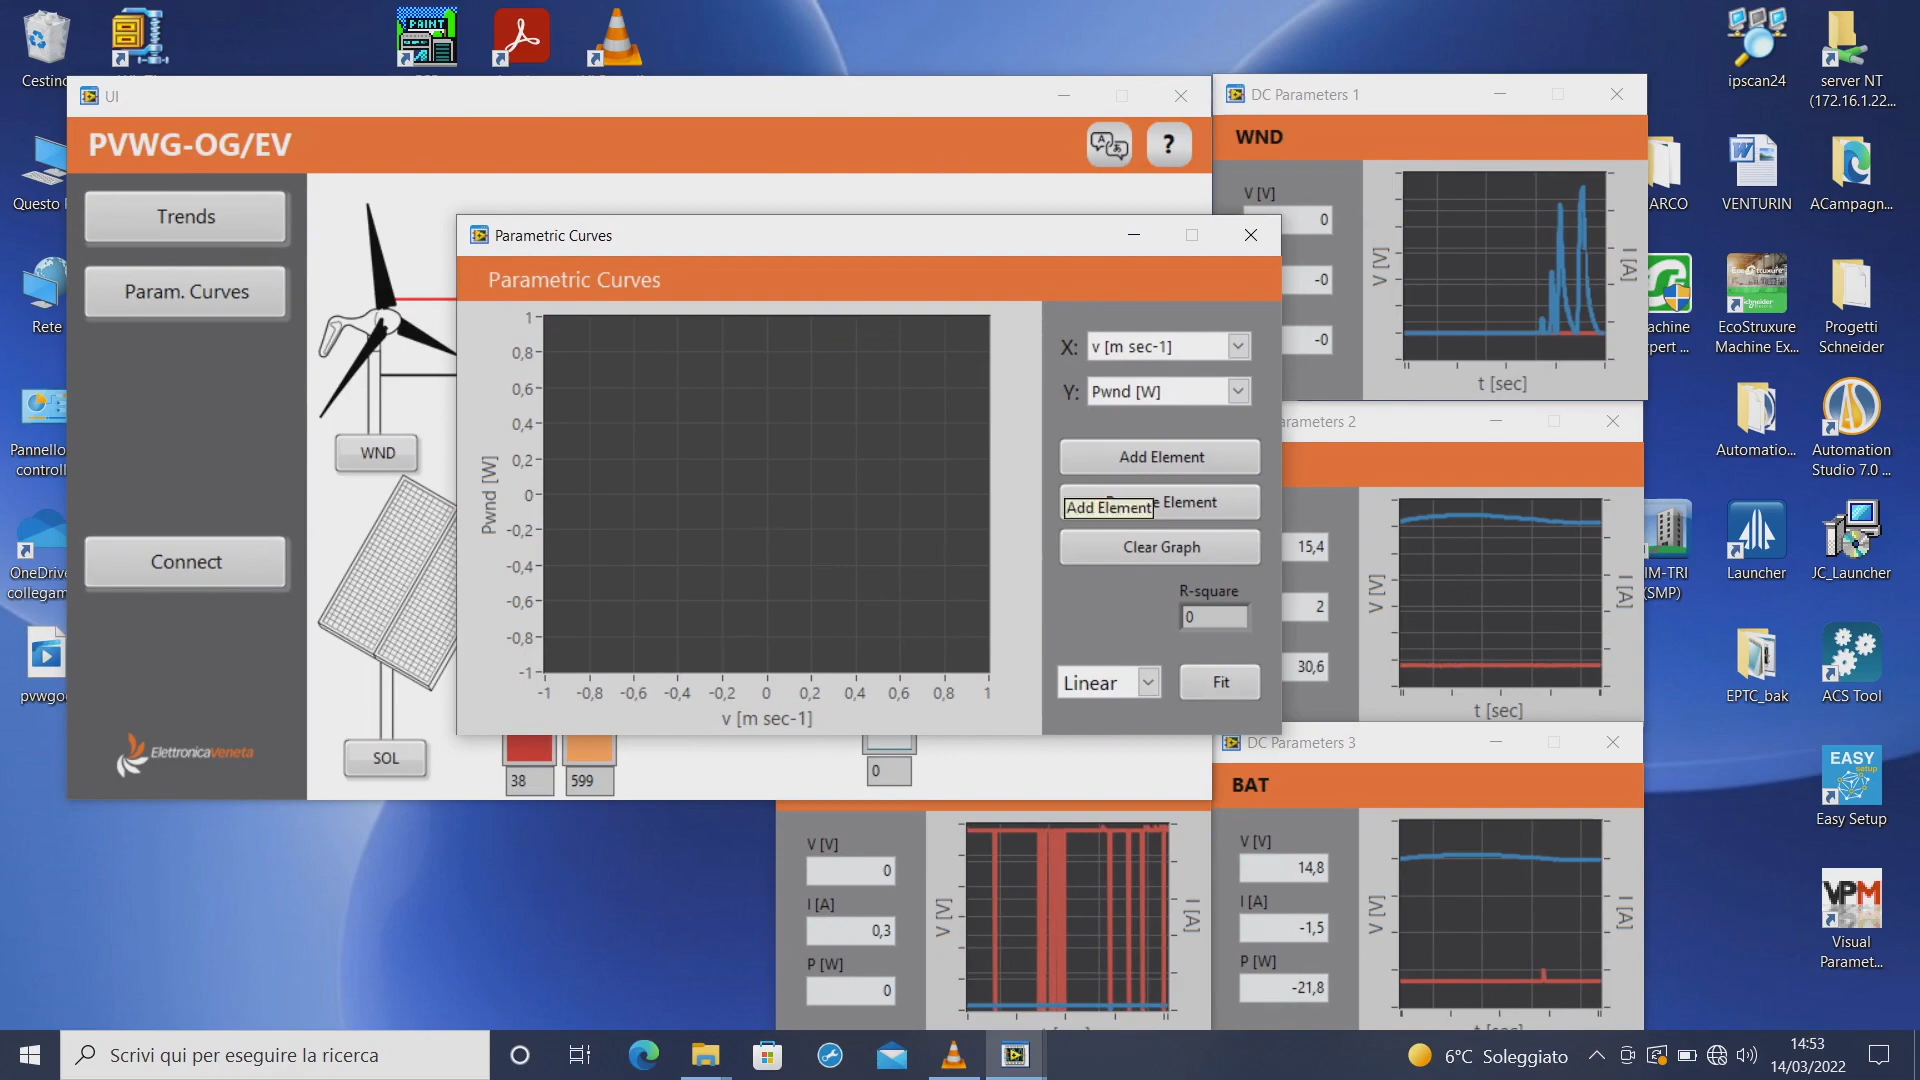 Cestino
ipscan24
server NT
(172.16.1.22...
UI
PVWG-OG/EV
?
DC Parameters 1
WND
V [V]
0
-0
-0
V [V]
I [A]
t [sec]
Questo
Rete
Pannello
controll
OneDrive
collegam
Trends
Param. Curves
Connect
ElettronicaVeneta
WND
SOL
38
599
0
Parametric Curves
Parametric Curves
1
0,8
0,6
0,4
0,2
0
-0,2
-0,4
-0,6
-0,8
-1
Pwnd [W]
-1 -0,8 -0,6 -0,4 -0,2 0 0,2 0,4 0,6 0,8 1
v [m sec-1]
X: v [m sec-1]
Y: Pwnd [W]
Add Element
Add Element
e Element
Clear Graph
R-square
0
Linear
Fit
arameters 2
15,4
2
30,6
V [V]
I [A]
t [sec]
DC Parameters 3
BAT
V [V]
14,8
I [A]
-1,5
P [W]
-21,8
V [V]
I [A]
V [V]
0
I [A]
0,3
P [W]
0
V [V]
I [A]
ARCO
VENTURIN
ACampagn...
achine
pert ...
EcoStruxure
Machine Ex...
Progetti
Schneider
Automatio...
Automation
Studio 7.0 ...
IM-TRI
(SMP)
Launcher
JC_Launcher
EPTC_bak
ACS Tool
EASY
setup
Easy Setup
VPM
Visual
Paramet...
PAINT
Scrivi qui per eseguire la ricerca
6°C Soleggiato
14:53
14/03/2022